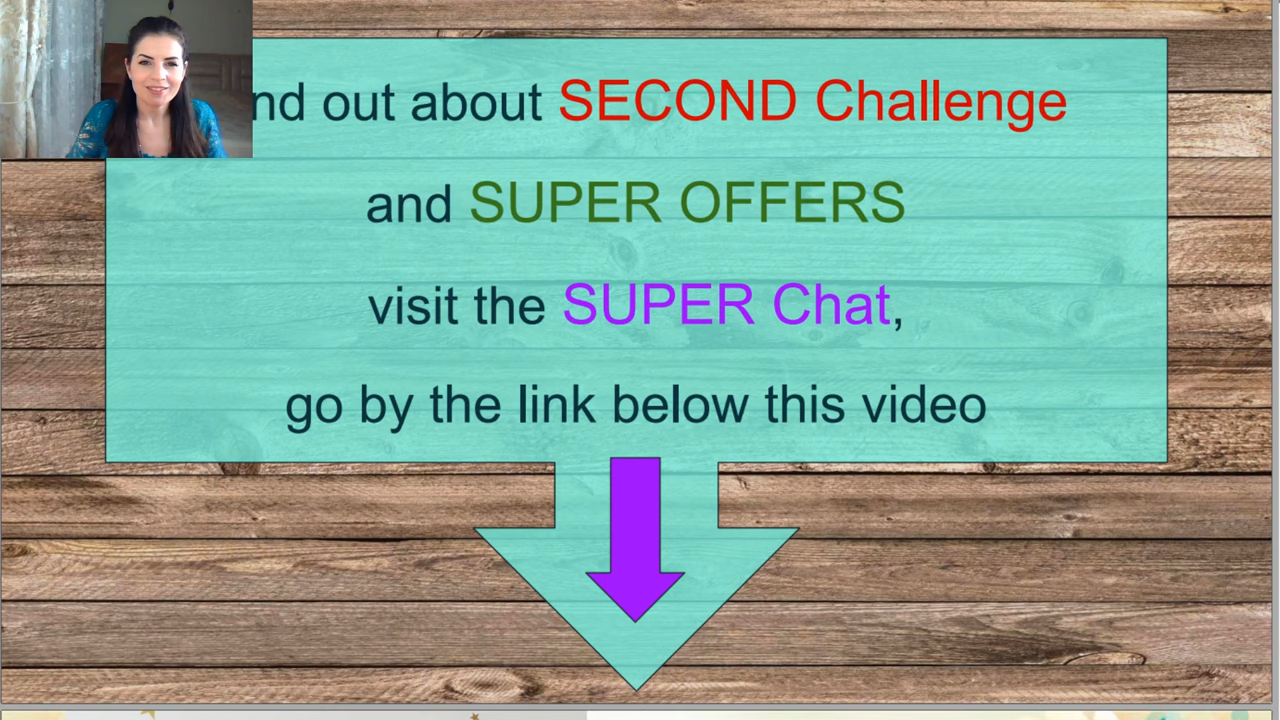 nd out about SECOND Challenge
and SUPER OFFERS
visit the SUPER Chat,
go by the link below this video